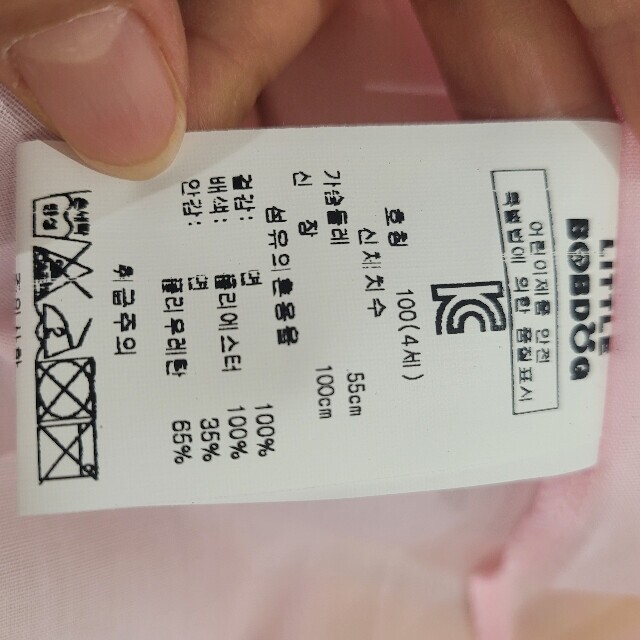 LITTLE
BOBDOG
어린이제품 안전
특별법에 의한 품질표시
KC
호칭 100(4세)
신체치수
가슴둘레 55cm
신 장 100cm
섬유의혼용율
겉감: 면 100%
배색: 폴리에스터 100%
안감: 면 35%
폴리우레탄 65%
취급주의
손세탁